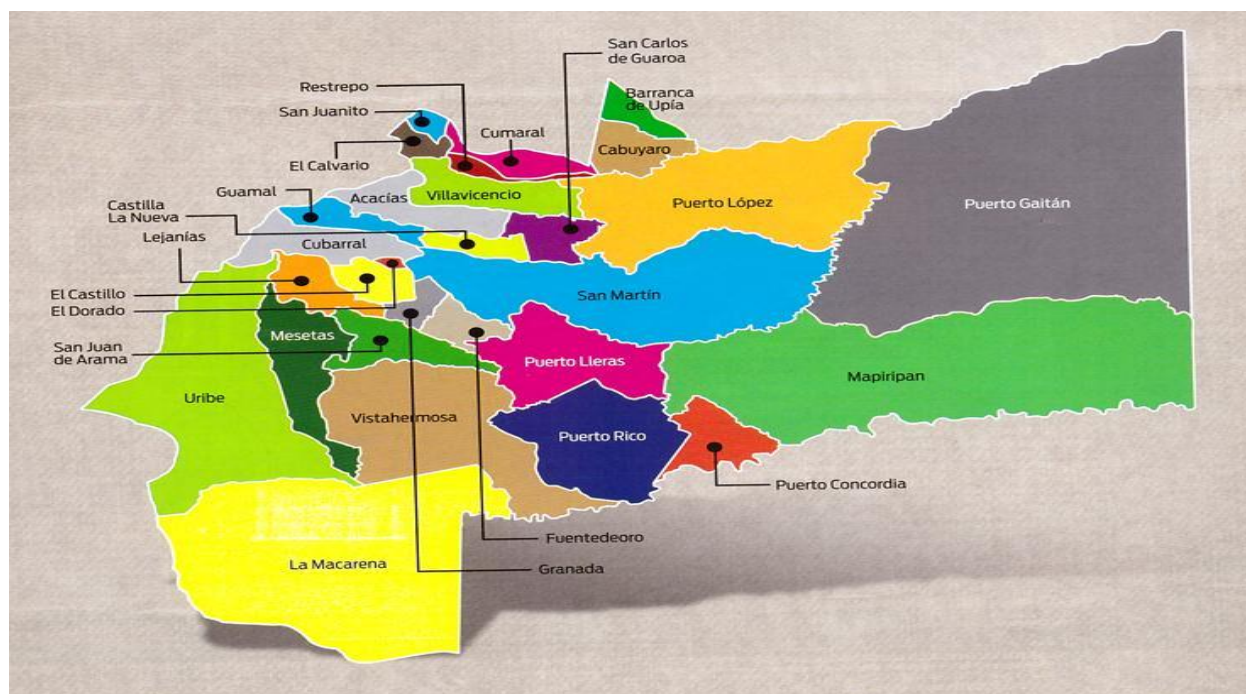 San Carlos
de Guaroa
Restrepo
Barranca
de Upía
San Juanito
Cumaral
Cabuyaro
El Calvario
Guamal
Acacías
Villavicencio
Castilla
La Nueva
Puerto López
Puerto Gaitán
Lejanías
Cubarral
El Castillo
San Martín
El Dorado
Mesetas
San Juan
de Arama
Puerto Lleras
Mapiripan
Uribe
Vistahermosa
Puerto Rico
Puerto Concordia
Fuentedeoro
La Macarena
Granada